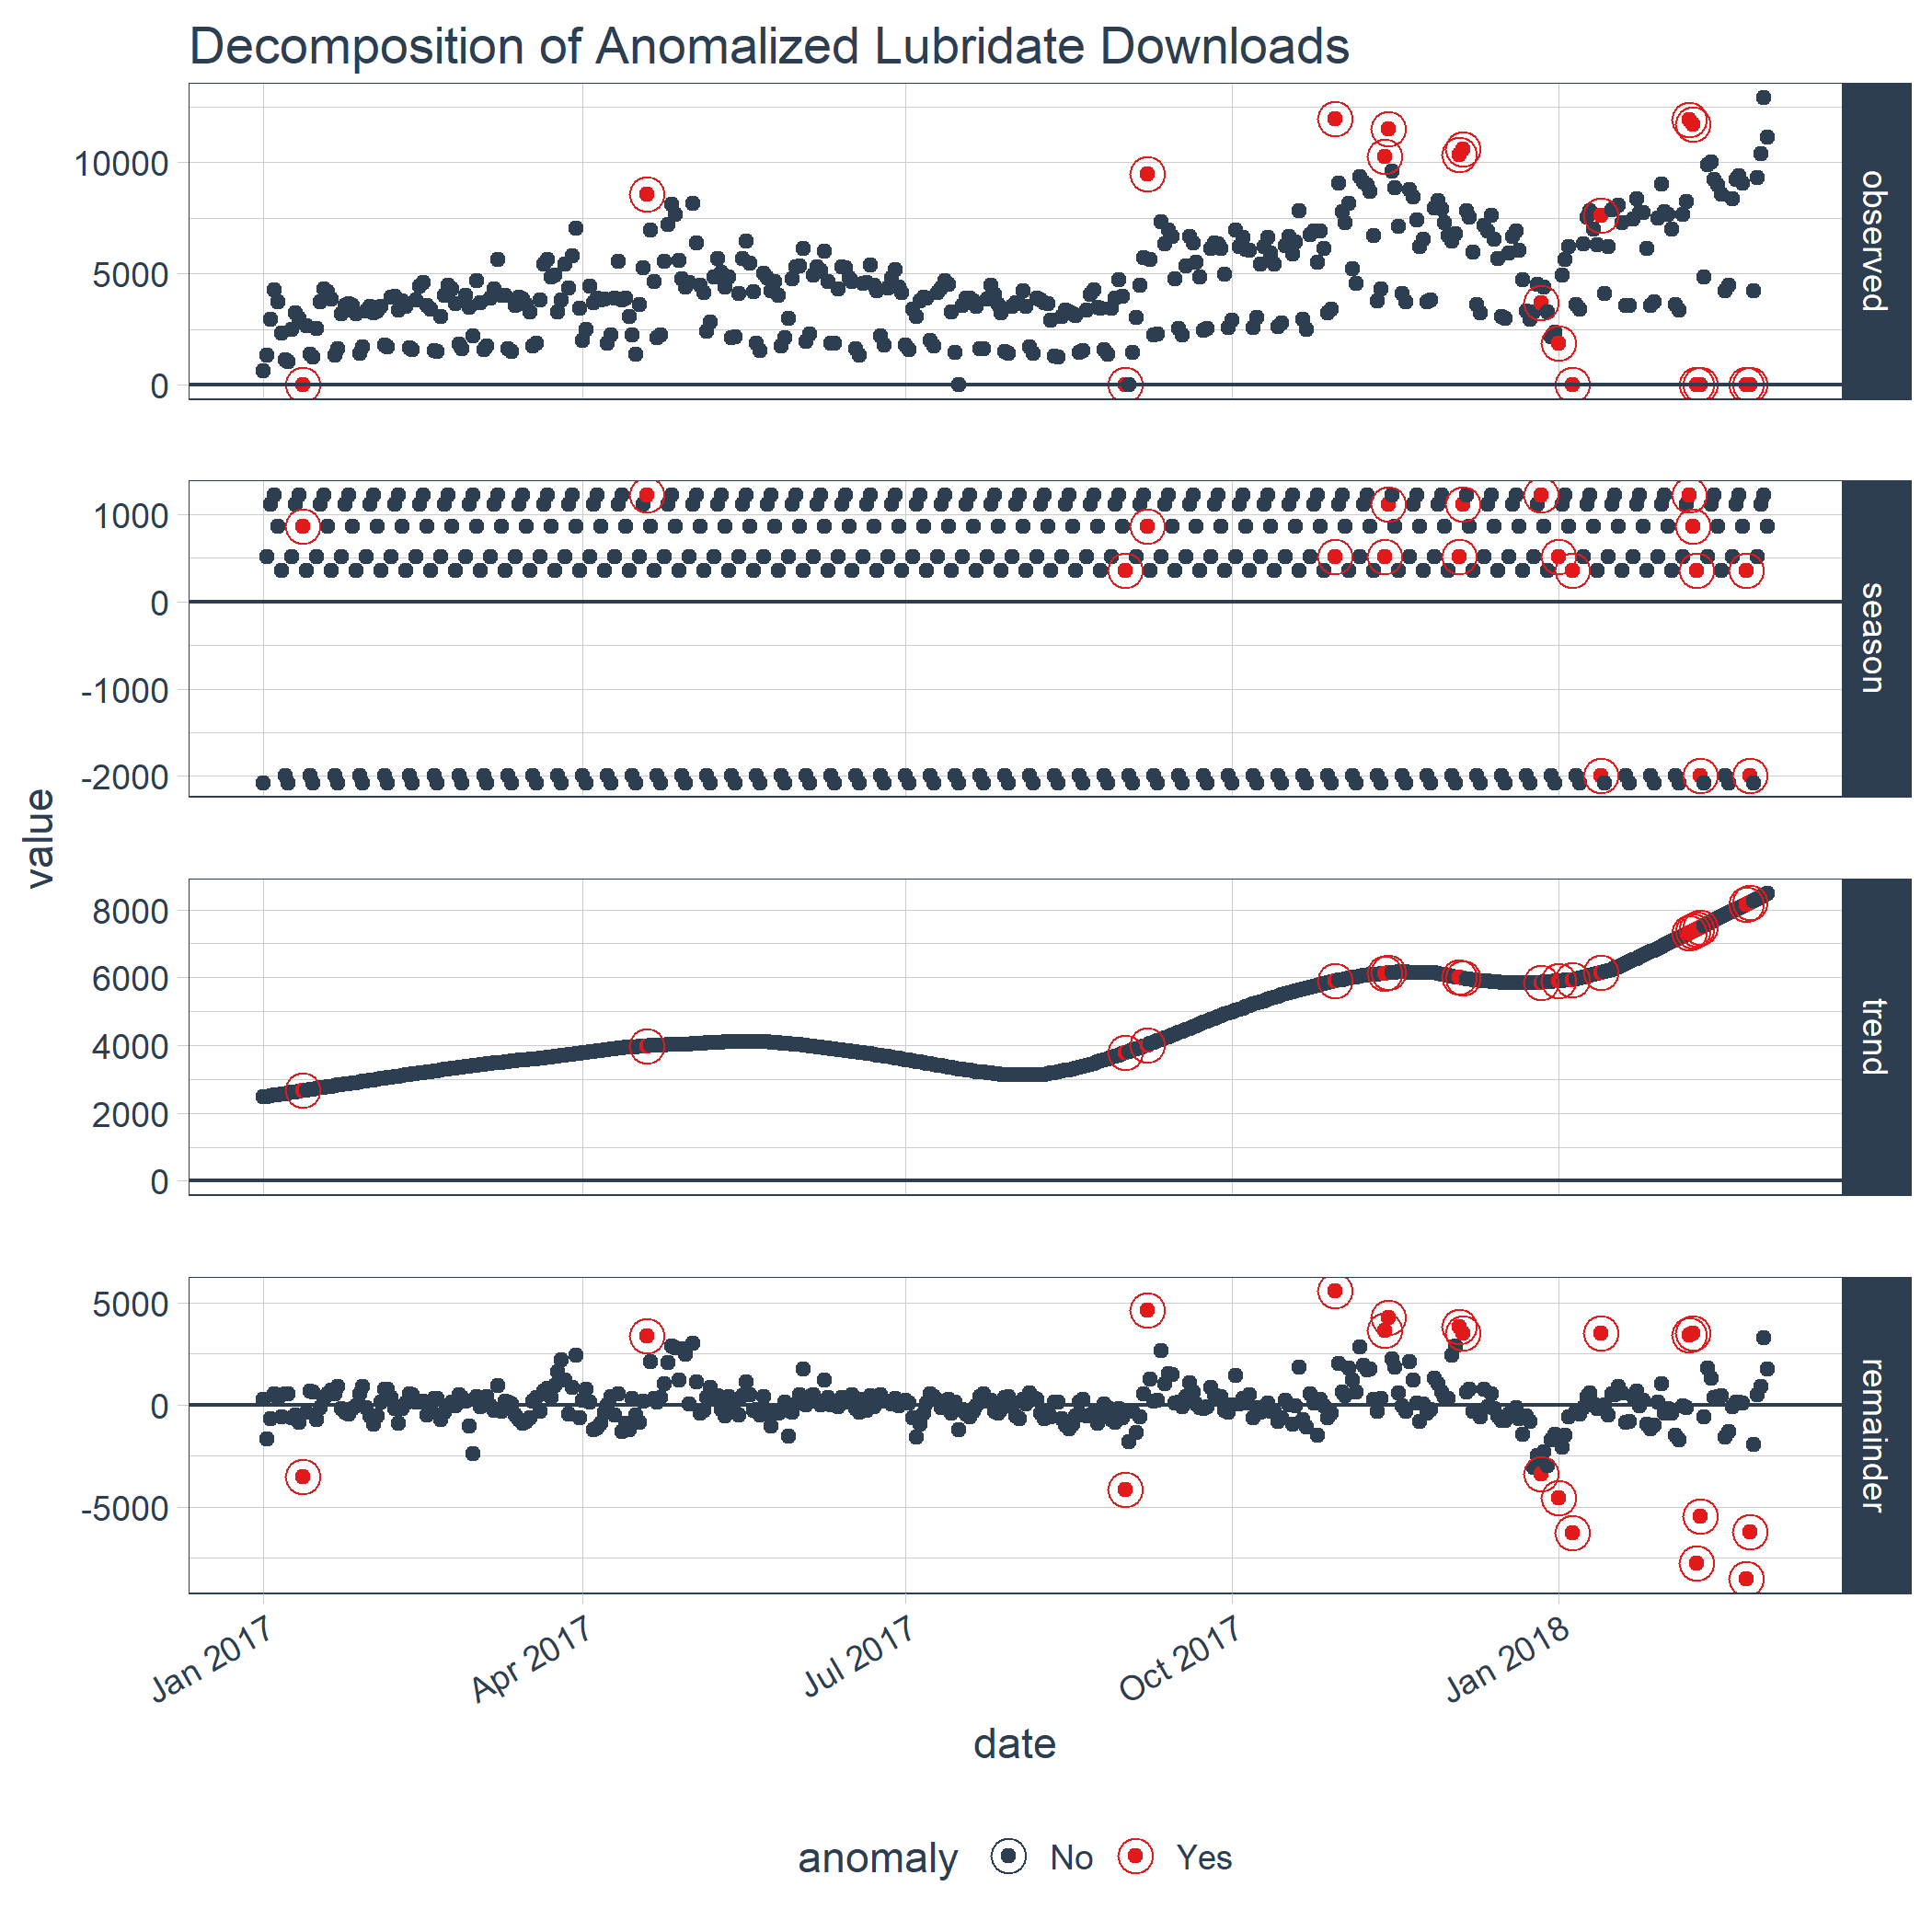 Decomposition of Anomalized Lubridate Downloads
value
10000
5000
0
observed
1000
0
-1000
-2000
season
8000
6000
4000
2000
0
trend
5000
0
-5000
remainder
Jan 2017
Apr 2017
Jul 2017
Oct 2017
Jan 2018
date
anomaly No Yes